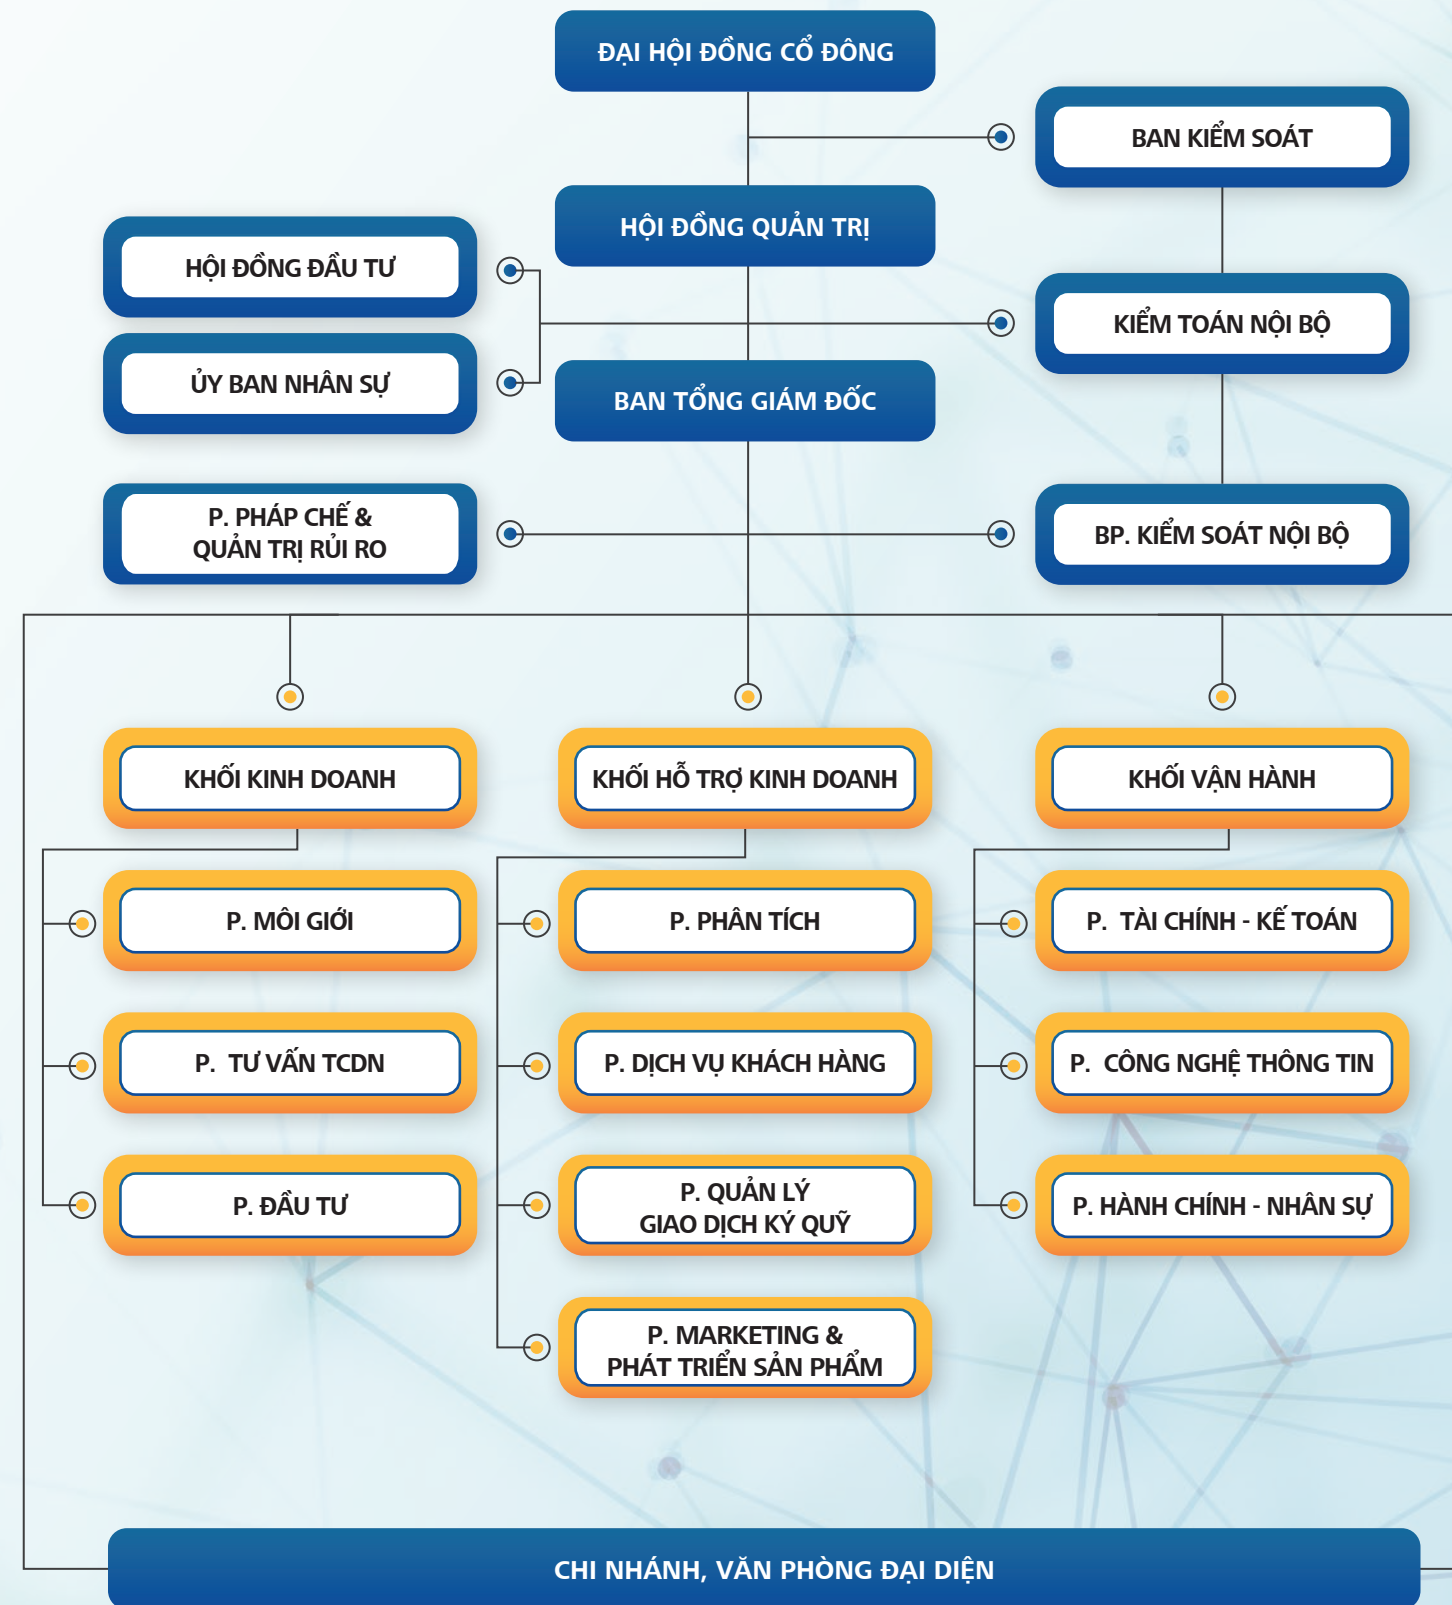 ĐẠI HỘI ĐỒNG CỔ ĐÔNG
BAN KIỂM SOÁT
HỘI ĐỒNG QUẢN TRỊ
HỘI ĐỒNG ĐẦU TƯ
KIỂM TOÁN NỘI BỘ
ỦY BAN NHÂN SỰ
BAN TỔNG GIÁM ĐỐC
P. PHÁP CHẾ &
QUẢN TRỊ RỦI RO
BP. KIỂM SOÁT NỘI BỘ
KHỐI KINH DOANH
KHỐI HỖ TRỢ KINH DOANH
KHỐI VẬN HÀNH
P. MÔI GIỚI
P. PHÂN TÍCH
P. TÀI CHÍNH - KẾ TOÁN
P. TƯ VẤN TCDN
P. DỊCH VỤ KHÁCH HÀNG
P. CÔNG NGHỆ THÔNG TIN
P. ĐẦU TƯ
P. QUẢN LÝ
GIAO DỊCH KÝ QUỸ
P. HÀNH CHÍNH - NHÂN SỰ
P. MARKETING &
PHÁT TRIỂN SẢN PHẨM
CHI NHÁNH, VĂN PHÒNG ĐẠI DIỆN